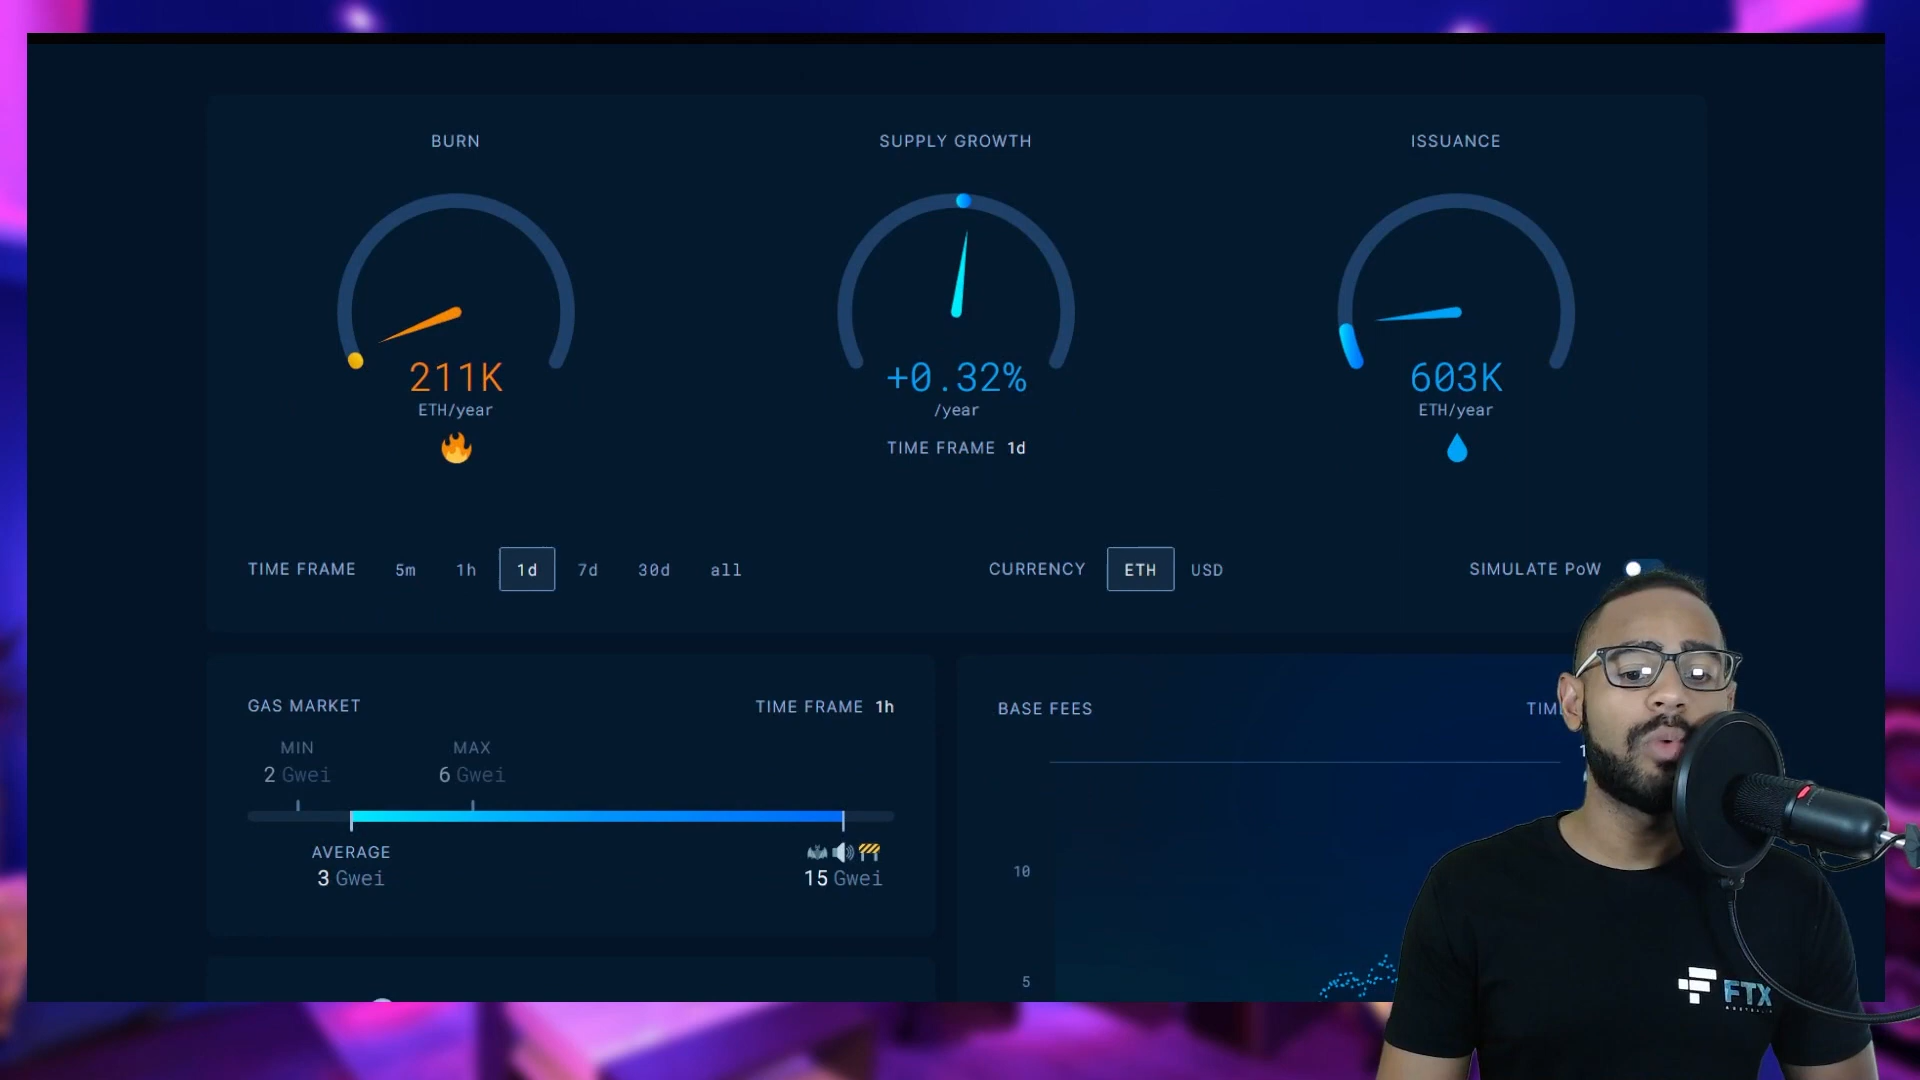 BURN
SUPPLY GROWTH
ISSUANCE
211K
ETH/year
+0.32%
/year
TIME FRAME 1d
603K
ETH/year
TIME FRAME 5m 1h 1d 7d 30d all
CURRENCY ETH USD
SIMULATE PoW
GAS MARKET
TIME FRAME 1h
MIN
2 Gwei
MAX
6 Gwei
AVERAGE
3 Gwei
15 Gwei
BASE FEES
10
5
FTX
AUSTRALIA